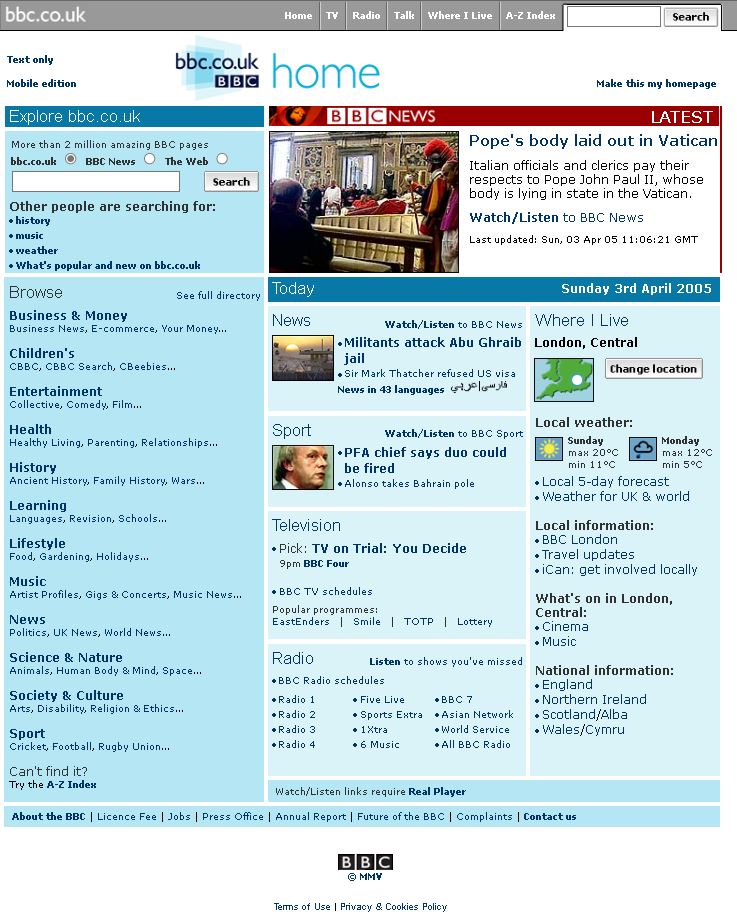 bbc.co.uk
Home TV Radio Talk Where I Live A-Z Index Search
Text only
Mobile edition
bbc.co.uk
BBC
home
Make this my homepage
Explore bbc.co.uk
More than 2 million amazing BBC pages
bbc.co.uk BBC News The Web
Search
Other people are searching for:
• history
• music
• weather
• What's popular and new on bbc.co.uk
BBC NEWS LATEST
Pope's body laid out in Vatican
Italian officials and clerics pay their
respects to Pope John Paul II, whose
body is lying in state in the Vatican.
Watch/Listen to BBC News
Last updated: Sun, 03 Apr 05 11:06:21 GMT
Browse See full directory
Business & Money
Business News, E-commerce, Your Money...
Children's
CBBC, CBBC Search, CBeebies...
Entertainment
Collective, Comedy, Film...
Health
Healthy Living, Parenting, Relationships...
History
Ancient History, Family History, Wars...
Learning
Languages, Revision, Schools...
Lifestyle
Food, Gardening, Holidays...
Music
Artist Profiles, Gigs & Concerts, Music News...
News
Politics, UK News, World News...
Science & Nature
Animals, Human Body & Mind, Space...
Society & Culture
Arts, Disability, Religion & Ethics...
Sport
Cricket, Football, Rugby Union...
Can't find it?
Try the A-Z Index
Today Sunday 3rd April 2005
News Watch/Listen to BBC News
• Militants attack Abu Ghraib
jail
• Sir Mark Thatcher refused US visa
News in 43 languages عربي فارسی
Sport Watch/Listen to BBC Sport
• PFA chief says duo could
be fired
• Alonso takes Bahrain pole
Television
• Pick: TV on Trial: You Decide
9pm BBC Four
• BBC TV schedules
Popular programmes:
EastEnders | Smile | TOTP | Lottery
Radio Listen to shows you've missed
• BBC Radio schedules
• Radio 1 • Five Live • BBC 7
• Radio 2 • Sports Extra • Asian Network
• Radio 3 • 1Xtra • World Service
• Radio 4 • 6 Music • All BBC Radio
Where I Live
London, Central
Change location
Local weather:
Sunday
max 20°C
min 11°C
Monday
max 12°C
min 5°C
• Local 5-day forecast
• Weather for UK & world
Local information:
• BBC London
• Travel updates
• iCan: get involved locally
What's on in London,
Central:
• Cinema
• Music
National information:
• England
• Northern Ireland
• Scotland/Alba
• Wales/Cymru
Watch/Listen links require Real Player
About the BBC | Licence Fee | Jobs | Press Office | Annual Report | Future of the BBC | Complaints | Contact us
BBC
© MMV
Terms of Use | Privacy & Cookies Policy